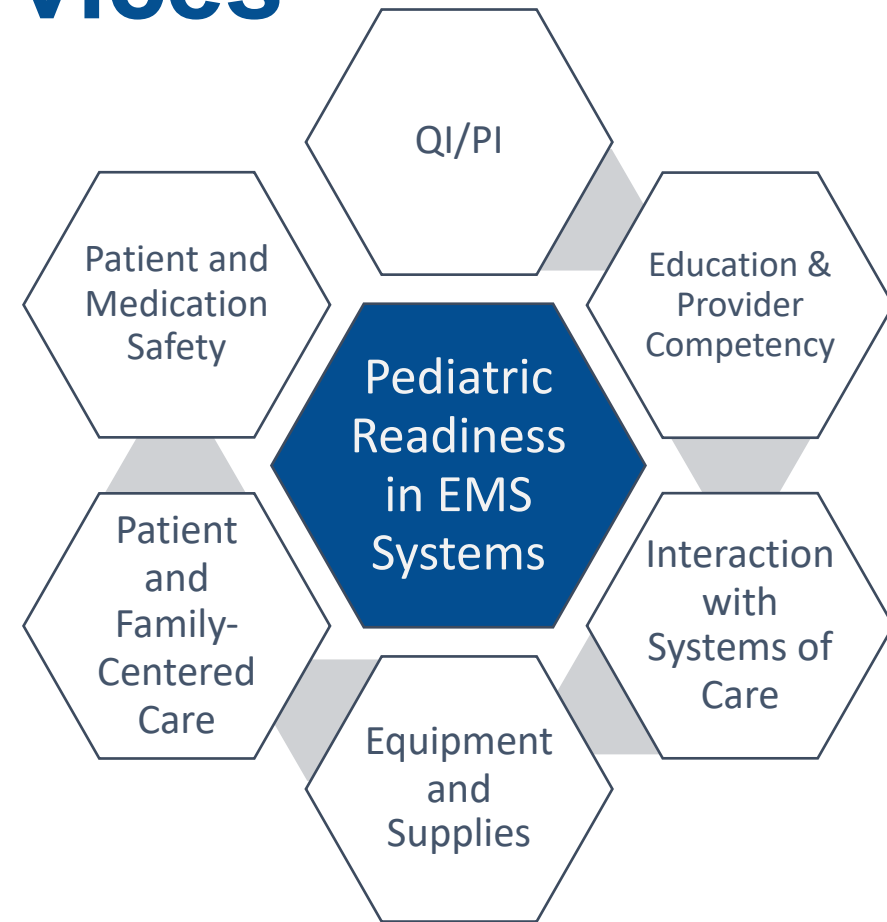 vices
QI/PI
Patient and
Medication
Safety
Education &
Provider
Competency
Pediatric
Readiness
in EMS
Systems
Patient
and
Family-
Centered
Care
Interaction
with
Systems of
Care
Equipment
and
Supplies